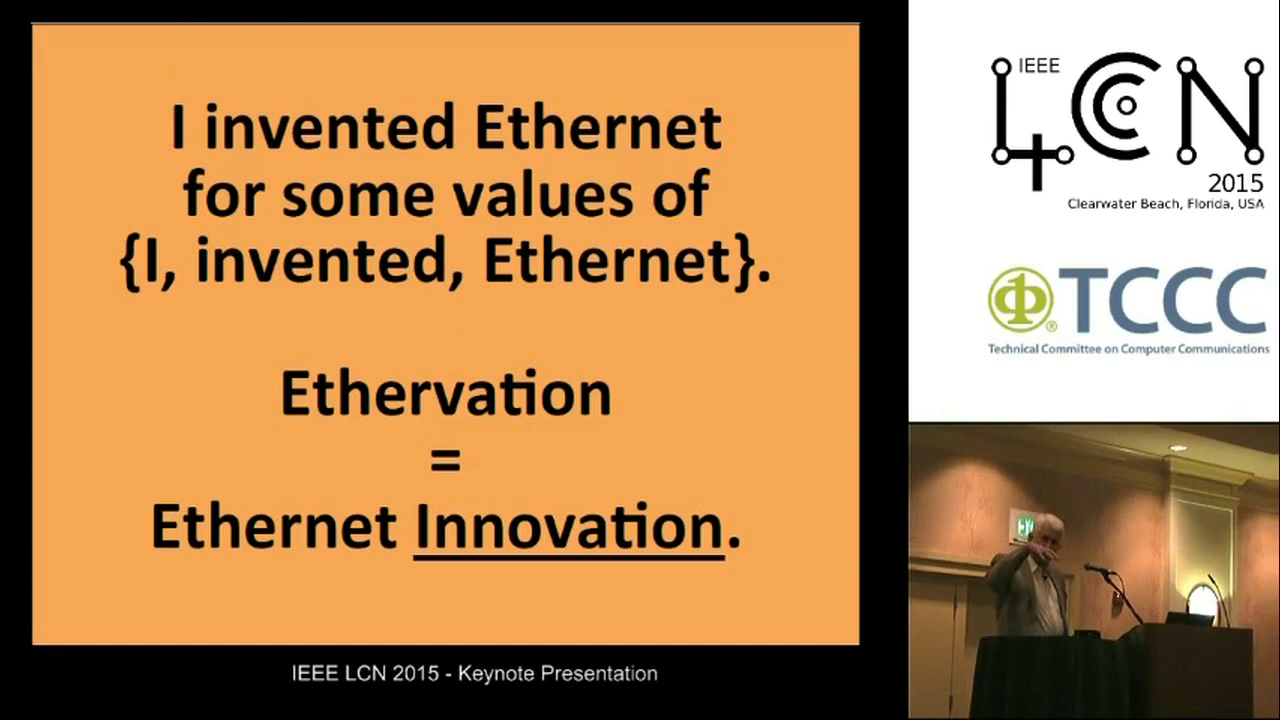 I invented Ethernet
for some values of
{I, invented, Ethernet}.
Ethervation
=
Ethernet Innovation.
IEEE LCN 2015 - Keynote Presentation
IEEE
LCN
2015
Clearwater Beach, Florida, USA
TCCC
Technical Committee on Computer Communications